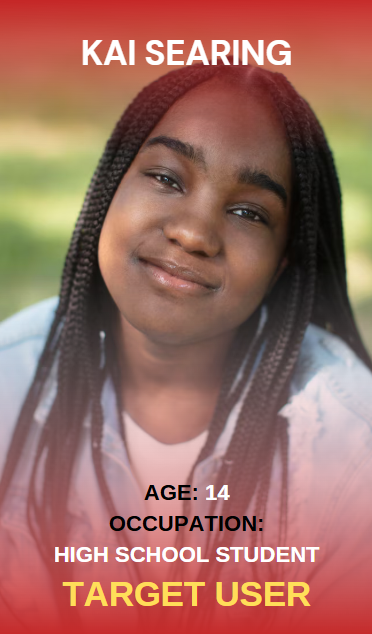 KAI SEARING
AGE: 14
OCCUPATION:
HIGH SCHOOL STUDENT
TARGET USER